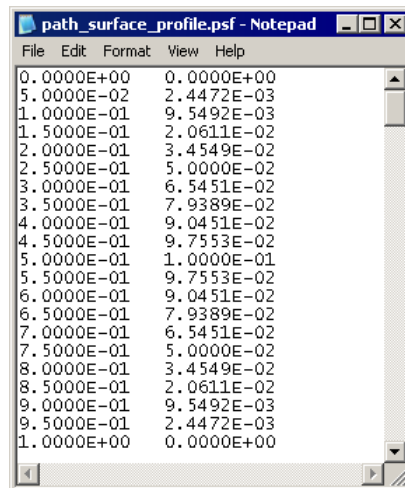 path_surface_profile.psf - Notepad
File Edit Format View Help
0.0000E+00 0.0000E+00
5.0000E-02 2.4472E-03
1.0000E-01 9.5492E-03
1.5000E-01 2.0611E-02
2.0000E-01 3.4549E-02
2.5000E-01 5.0000E-02
3.0000E-01 6.5451E-02
3.5000E-01 7.9389E-02
4.0000E-01 9.0451E-02
4.5000E-01 9.7553E-02
5.0000E-01 1.0000E-01
5.5000E-01 9.7553E-02
6.0000E-01 9.0451E-02
6.5000E-01 7.9389E-02
7.0000E-01 6.5451E-02
7.5000E-01 5.0000E-02
8.0000E-01 3.4549E-02
8.5000E-01 2.0611E-02
9.0000E-01 9.5492E-03
9.5000E-01 2.4472E-03
1.0000E+00 0.0000E+00